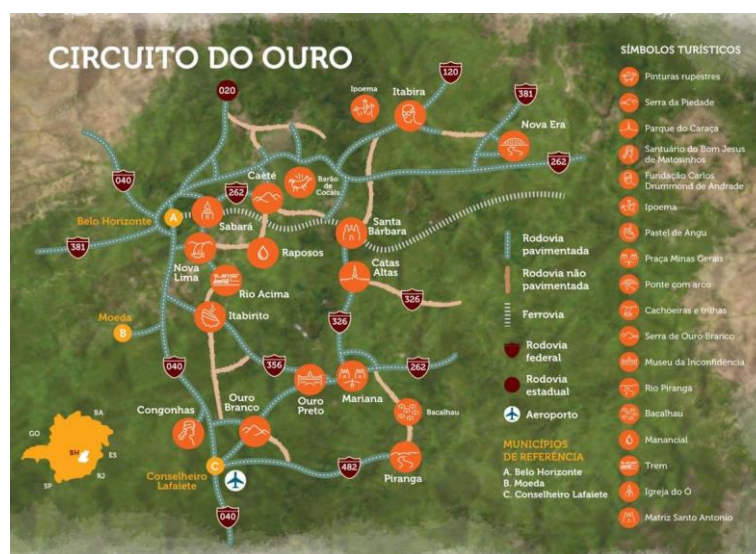 CIRCUITO DO OURO
020
120
381
262
040
262
381
326
326
356
262
040
482
040
Ipoema
Itabira
Nova Era
Caeté
Barão
de
Cocais
Belo Horizonte
A
Sabará
Santa
Bárbara
Nova
Lima
Raposos
Catas
Altas
Rio Acima
Moeda
B
Itabirito
Ouro
Preto
Mariana
Ouro
Branco
Congonhas
Bacalhau
Conselheiro
Lafaiete
C
Piranga
BA
GO
BH
ES
SP
RJ
Rodovia
pavimentada
Rodovia não
pavimentada
Ferrovia
Rodovia
federal
Rodovia
estadual
Aeroporto
MUNICÍPIOS
DE REFERÊNCIA
A. Belo Horizonte
B. Moeda
C. Conselheiro Lafaiete
SÍMBOLOS TURÍSTICOS
Pinturas rupestres
Serra da Piedade
Parque do Caraça
Santuário do Bom Jesus
de Matosinhos
Fundação Carlos
Drummond de Andrade
Ipoema
Pastel de Angu
Praça Minas Gerais
Ponte com arco
Cachoeiras e trilhas
Serra de Ouro Branco
Museu da Inconfidência
Rio Piranga
Bacalhau
Manancial
Trem
Igreja do Ó
Matriz Santo Antonio